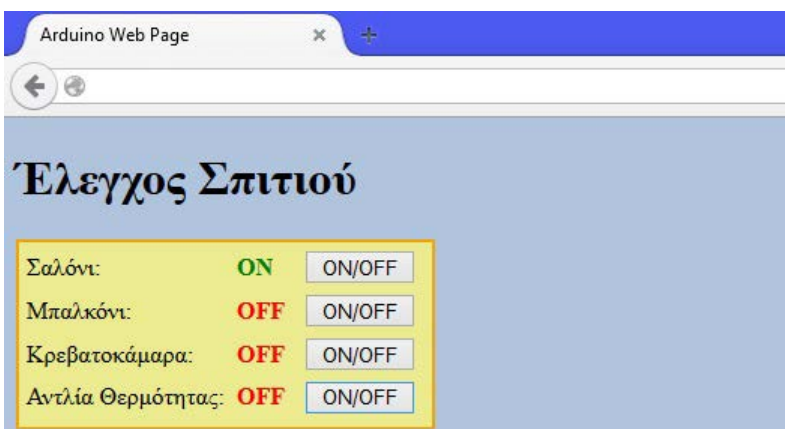 Arduino Web Page
Έλεγχος Σπιτιού
Σαλόνι: ON ON/OFF
Μπαλκόνι: OFF ON/OFF
Κρεβατοκάμαρα: OFF ON/OFF
Αντλία Θερμότητας: OFF ON/OFF